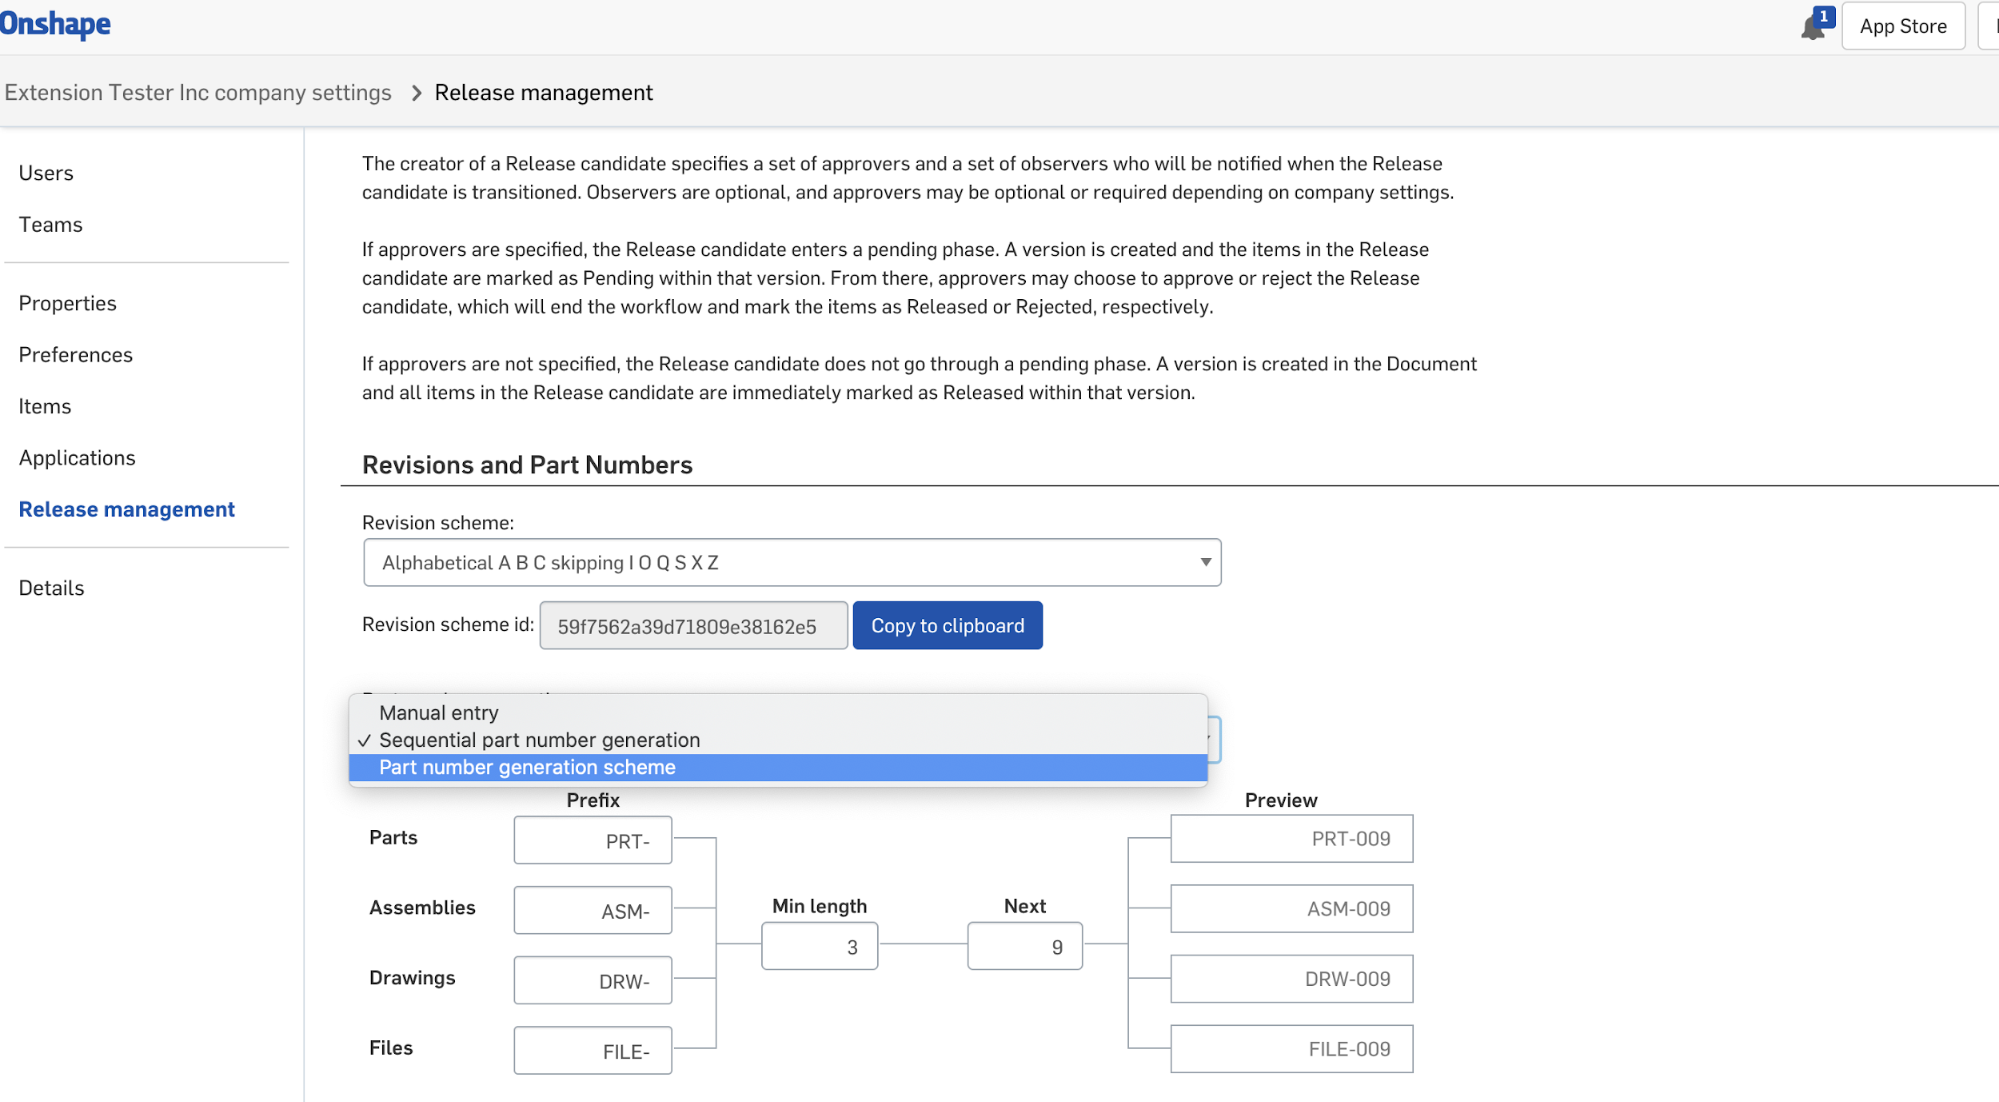 Onshape
1
App Store
Extension Tester Inc company settings > Release management
Users
Teams
Properties
Preferences
Items
Applications
Release management
Details
The creator of a Release candidate specifies a set of approvers and a set of observers who will be notified when the Release
candidate is transitioned. Observers are optional, and approvers may be optional or required depending on company settings.
If approvers are specified, the Release candidate enters a pending phase. A version is created and the items in the Release
candidate are marked as Pending within that version. From there, approvers may choose to approve or reject the Release
candidate, which will end the workflow and mark the items as Released or Rejected, respectively.
If approvers are not specified, the Release candidate does not go through a pending phase. A version is created in the Document
and all items in the Release candidate are immediately marked as Released within that version.
Revisions and Part Numbers
Revision scheme:
Alphabetical A B C skipping I O Q S X Z
Revision scheme id: 59f7562a39d71809e38162e5 Copy to clipboard
Manual entry
✓ Sequential part number generation
Part number generation scheme
Prefix Preview
Parts PRT- PRT-009
Assemblies ASM- Min length Next ASM-009
3 9
Drawings DRW- DRW-009
Files FILE- FILE-009